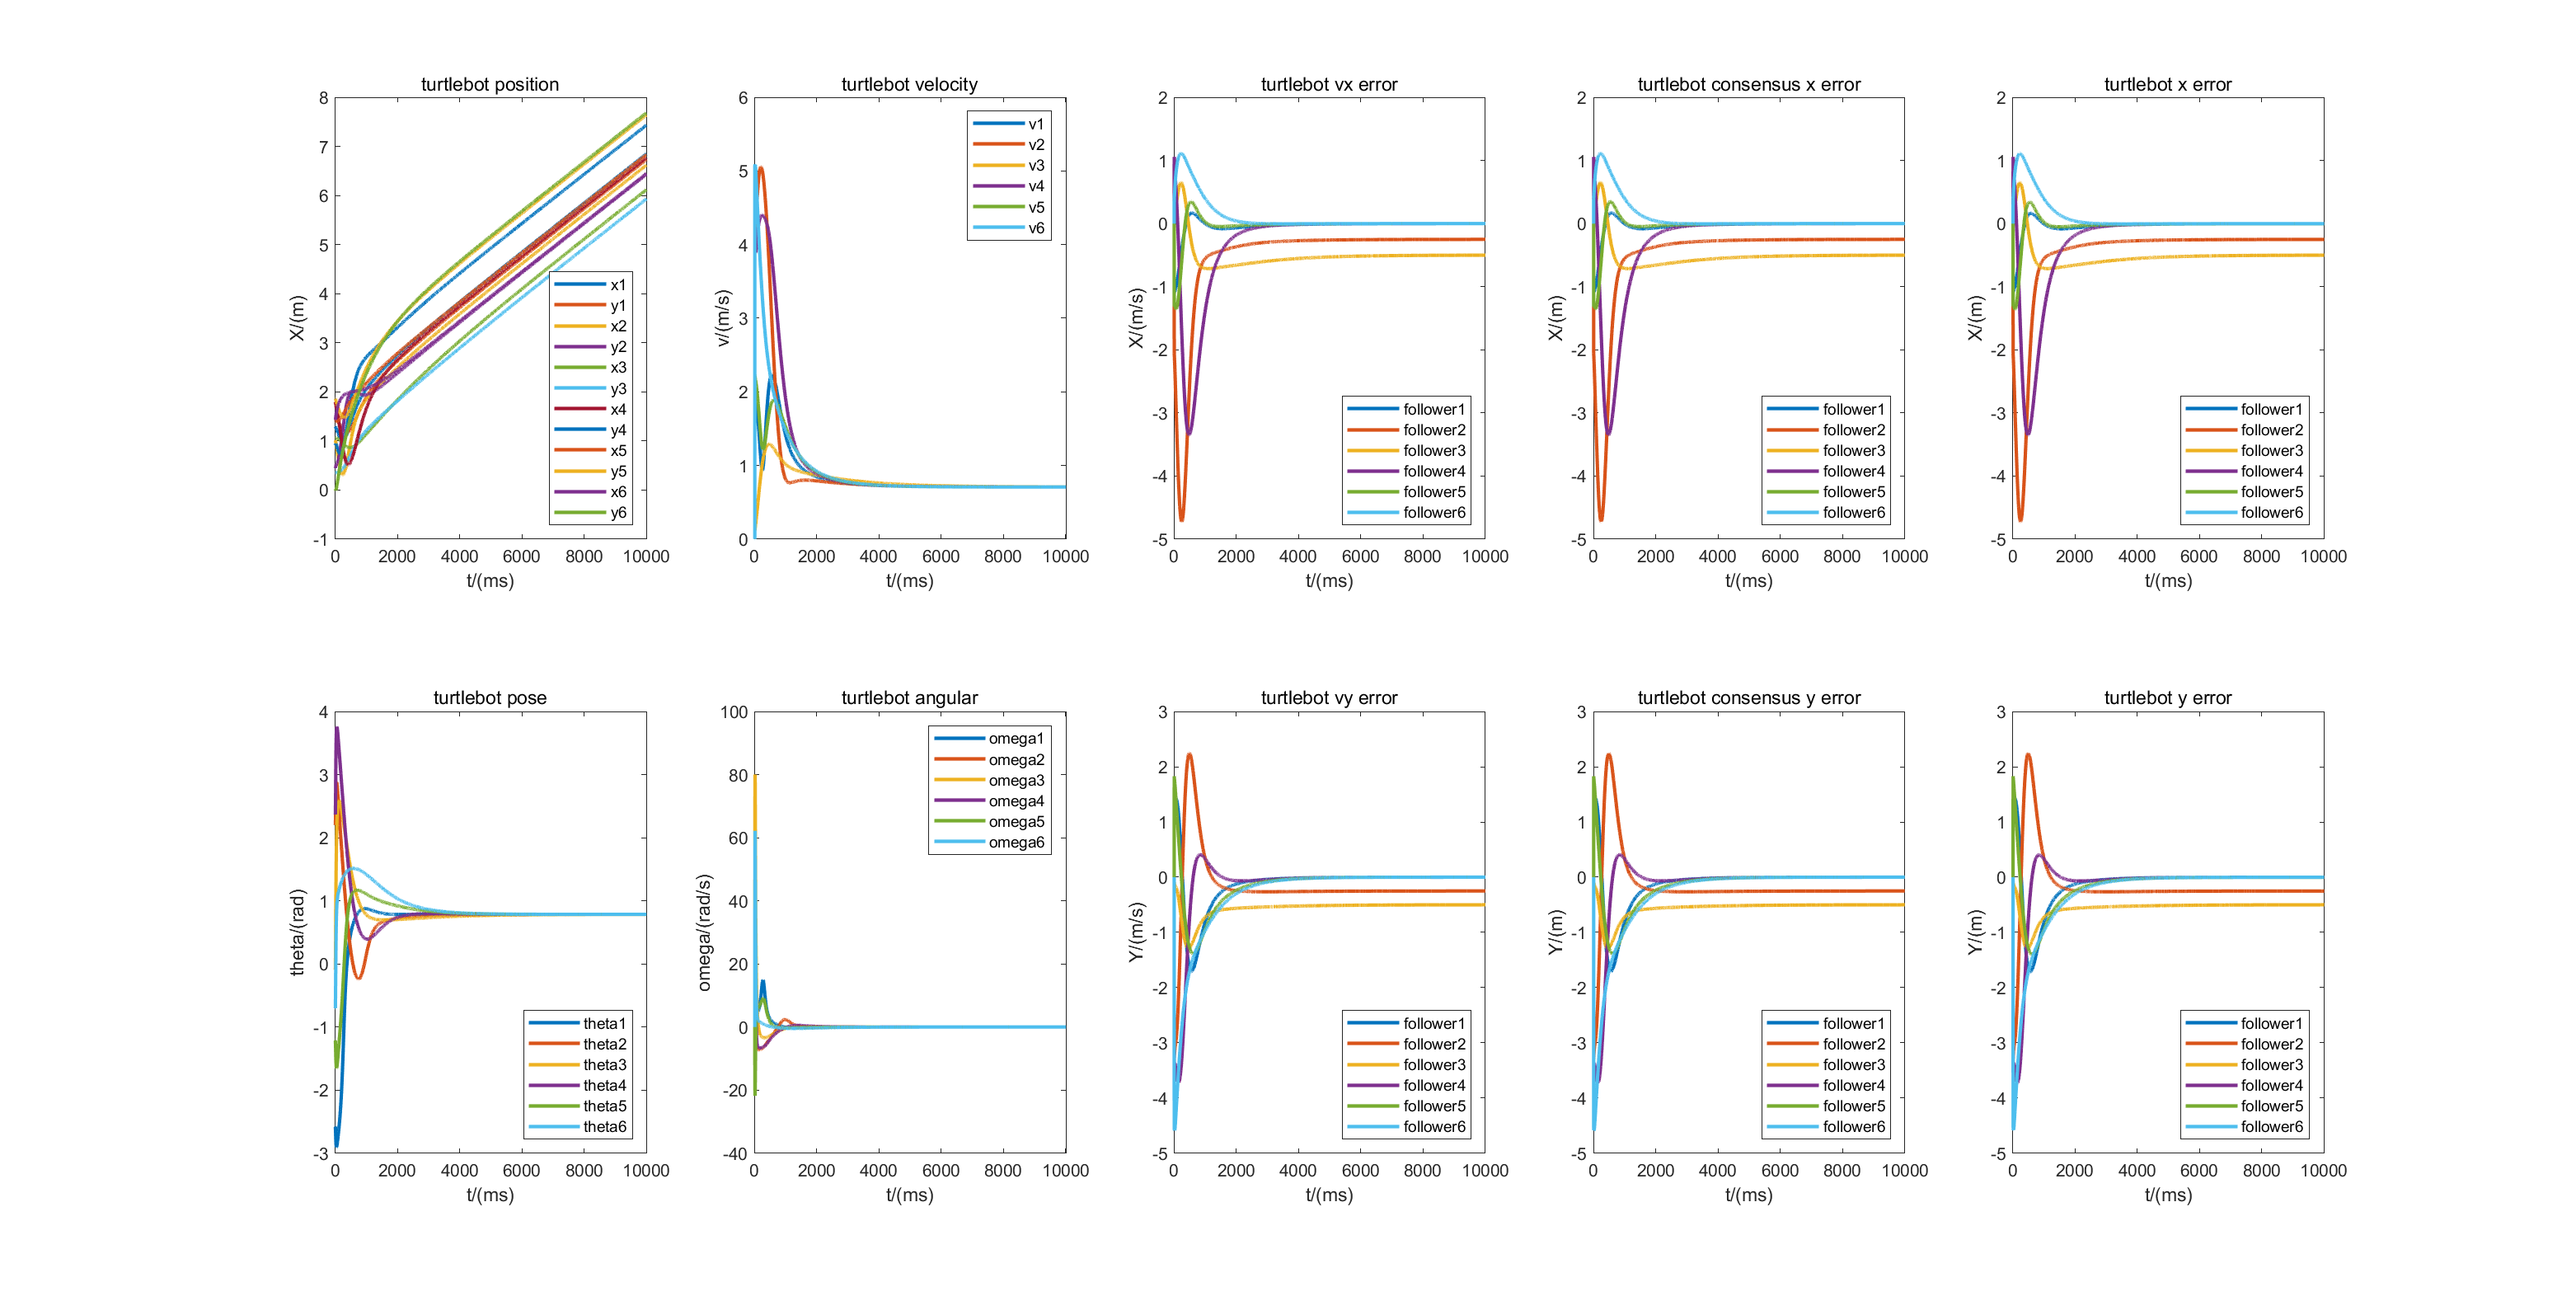 turtlebot position
8
7
6
5
4
3
2
1
0
-1
X/(m)
x1
y1
x2
y2
x3
y3
x4
y4
x5
y5
x6
y6
0 2000 4000 6000 8000 10000
t/(ms)
turtlebot velocity
6
5
4
3
2
1
0
v/(m/s)
v1
v2
v3
v4
v5
v6
0 2000 4000 6000 8000 10000
t/(ms)
turtlebot vx error
2
1
0
-1
-2
-3
-4
-5
X/(m/s)
follower1
follower2
follower3
follower4
follower5
follower6
0 2000 4000 6000 8000 10000
t/(ms)
turtlebot consensus x error
2
1
0
-1
-2
-3
-4
-5
X/(m)
follower1
follower2
follower3
follower4
follower5
follower6
0 2000 4000 6000 8000 10000
t/(ms)
turtlebot x error
2
1
0
-1
-2
-3
-4
-5
X/(m)
follower1
follower2
follower3
follower4
follower5
follower6
0 2000 4000 6000 8000 10000
t/(ms)
turtlebot pose
4
3
2
1
0
-1
-2
-3
theta/(rad)
theta1
theta2
theta3
theta4
theta5
theta6
0 2000 4000 6000 8000 10000
t/(ms)
turtlebot angular
100
80
60
40
20
0
-20
-40
omega/(rad/s)
omega1
omega2
omega3
omega4
omega5
omega6
0 2000 4000 6000 8000 10000
t/(ms)
turtlebot vy error
3
2
1
0
-1
-2
-3
-4
-5
Y/(m/s)
follower1
follower2
follower3
follower4
follower5
follower6
0 2000 4000 6000 8000 10000
t/(ms)
turtlebot consensus y error
3
2
1
0
-1
-2
-3
-4
-5
Y/(m)
follower1
follower2
follower3
follower4
follower5
follower6
0 2000 4000 6000 8000 10000
t/(ms)
turtlebot y error
3
2
1
0
-1
-2
-3
-4
-5
Y/(m)
follower1
follower2
follower3
follower4
follower5
follower6
0 2000 4000 6000 8000 10000
t/(ms)